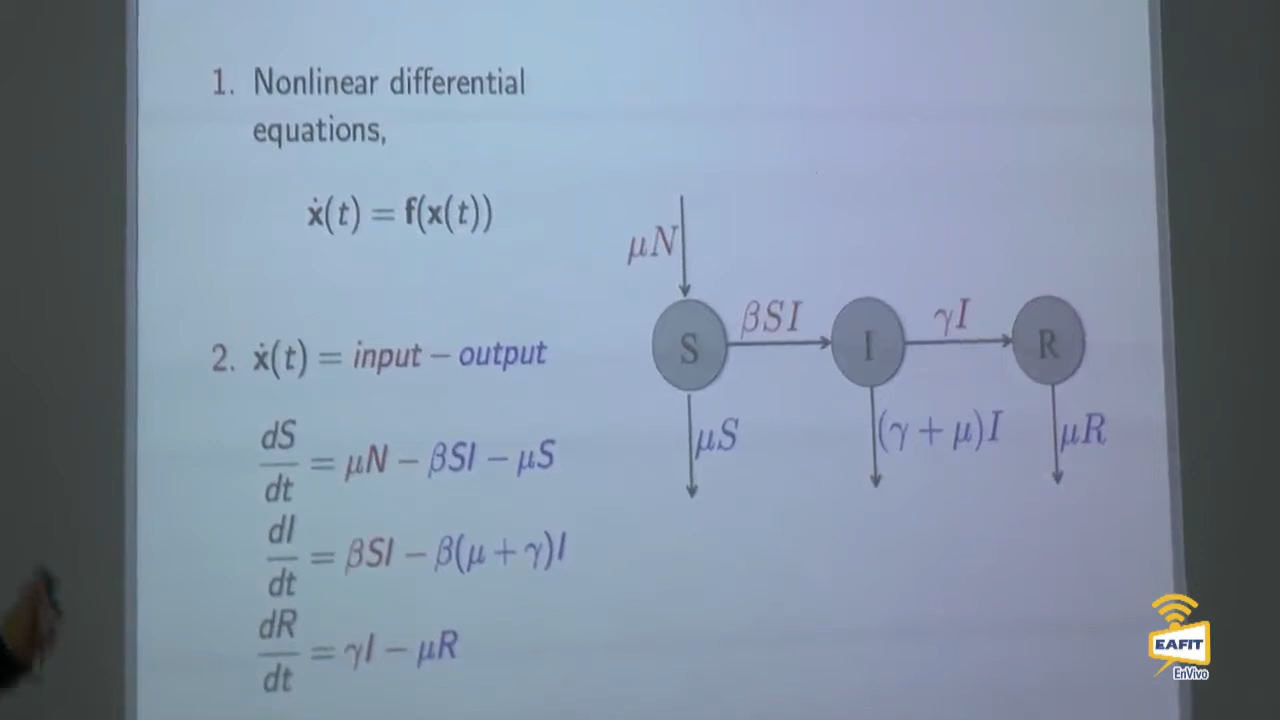 1. Nonlinear differential
equations,
ẋ(t) = f(x(t))
2. ẋ(t) = input − output
dS/dt = μN − βSI − μS
dI/dt = βSI − β(μ + γ)I
dR/dt = γI − μR
μN
S
βSI
I
γI
R
μS
(γ + μ)I
μR
EAFIT
EnVivo